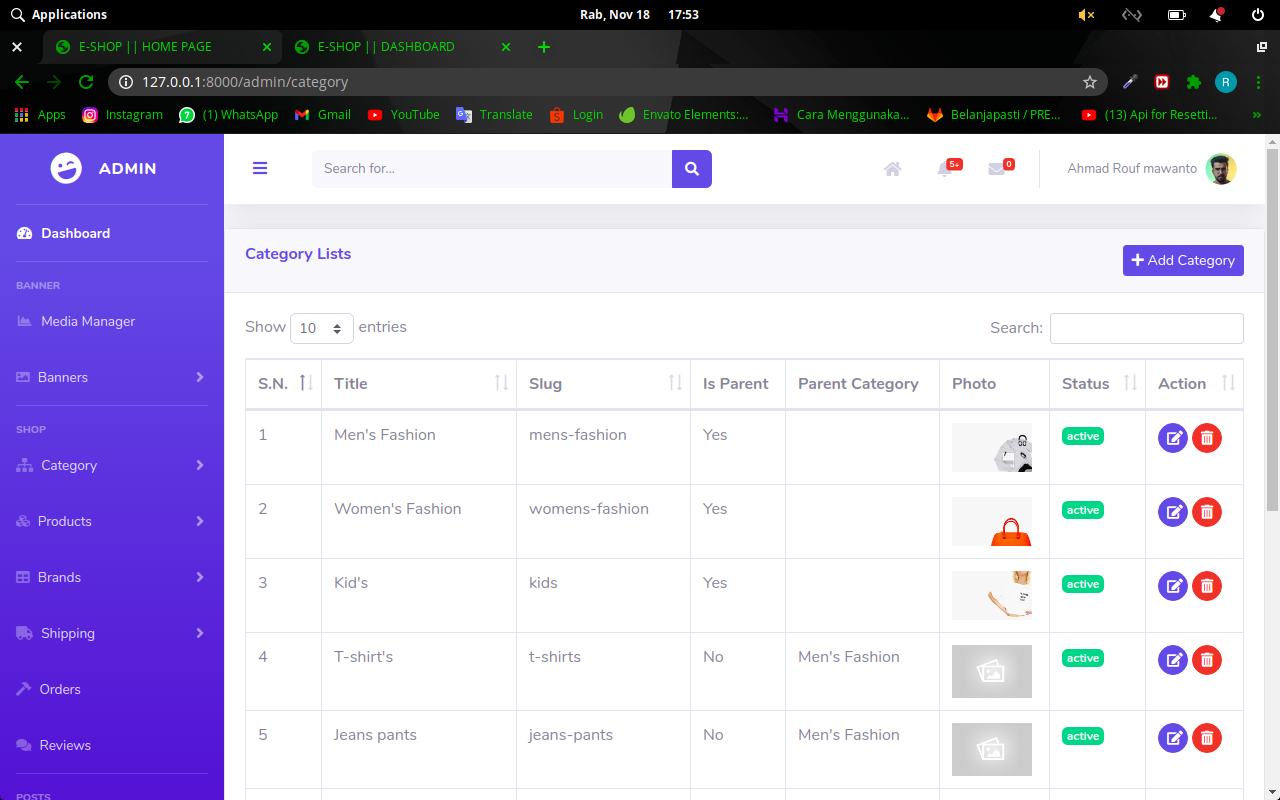 Applications Rab, Nov 18 17:53
E-SHOP || HOME PAGE E-SHOP || DASHBOARD
127.0.0.1:8000/admin/category R
Apps Instagram (1) WhatsApp Gmail YouTube Translate Login Envato Elements:... Cara Menggunaka... Belanjapasti / PRE... (13) Api for Resetti... »
ADMIN
Search for...
5+ 0 Ahmad Rouf mawanto
Dashboard
BANNER
Media Manager
Banners
SHOP
Category
Products
Brands
Shipping
Orders
Reviews
POSTS
Category Lists + Add Category
Show 10 entries Search:
S.N. Title Slug Is Parent Parent Category Photo Status Action
1 Men's Fashion mens-fashion Yes active
2 Women's Fashion womens-fashion Yes active
3 Kid's kids Yes active
4 T-shirt's t-shirts No Men's Fashion active
5 Jeans pants jeans-pants No Men's Fashion active